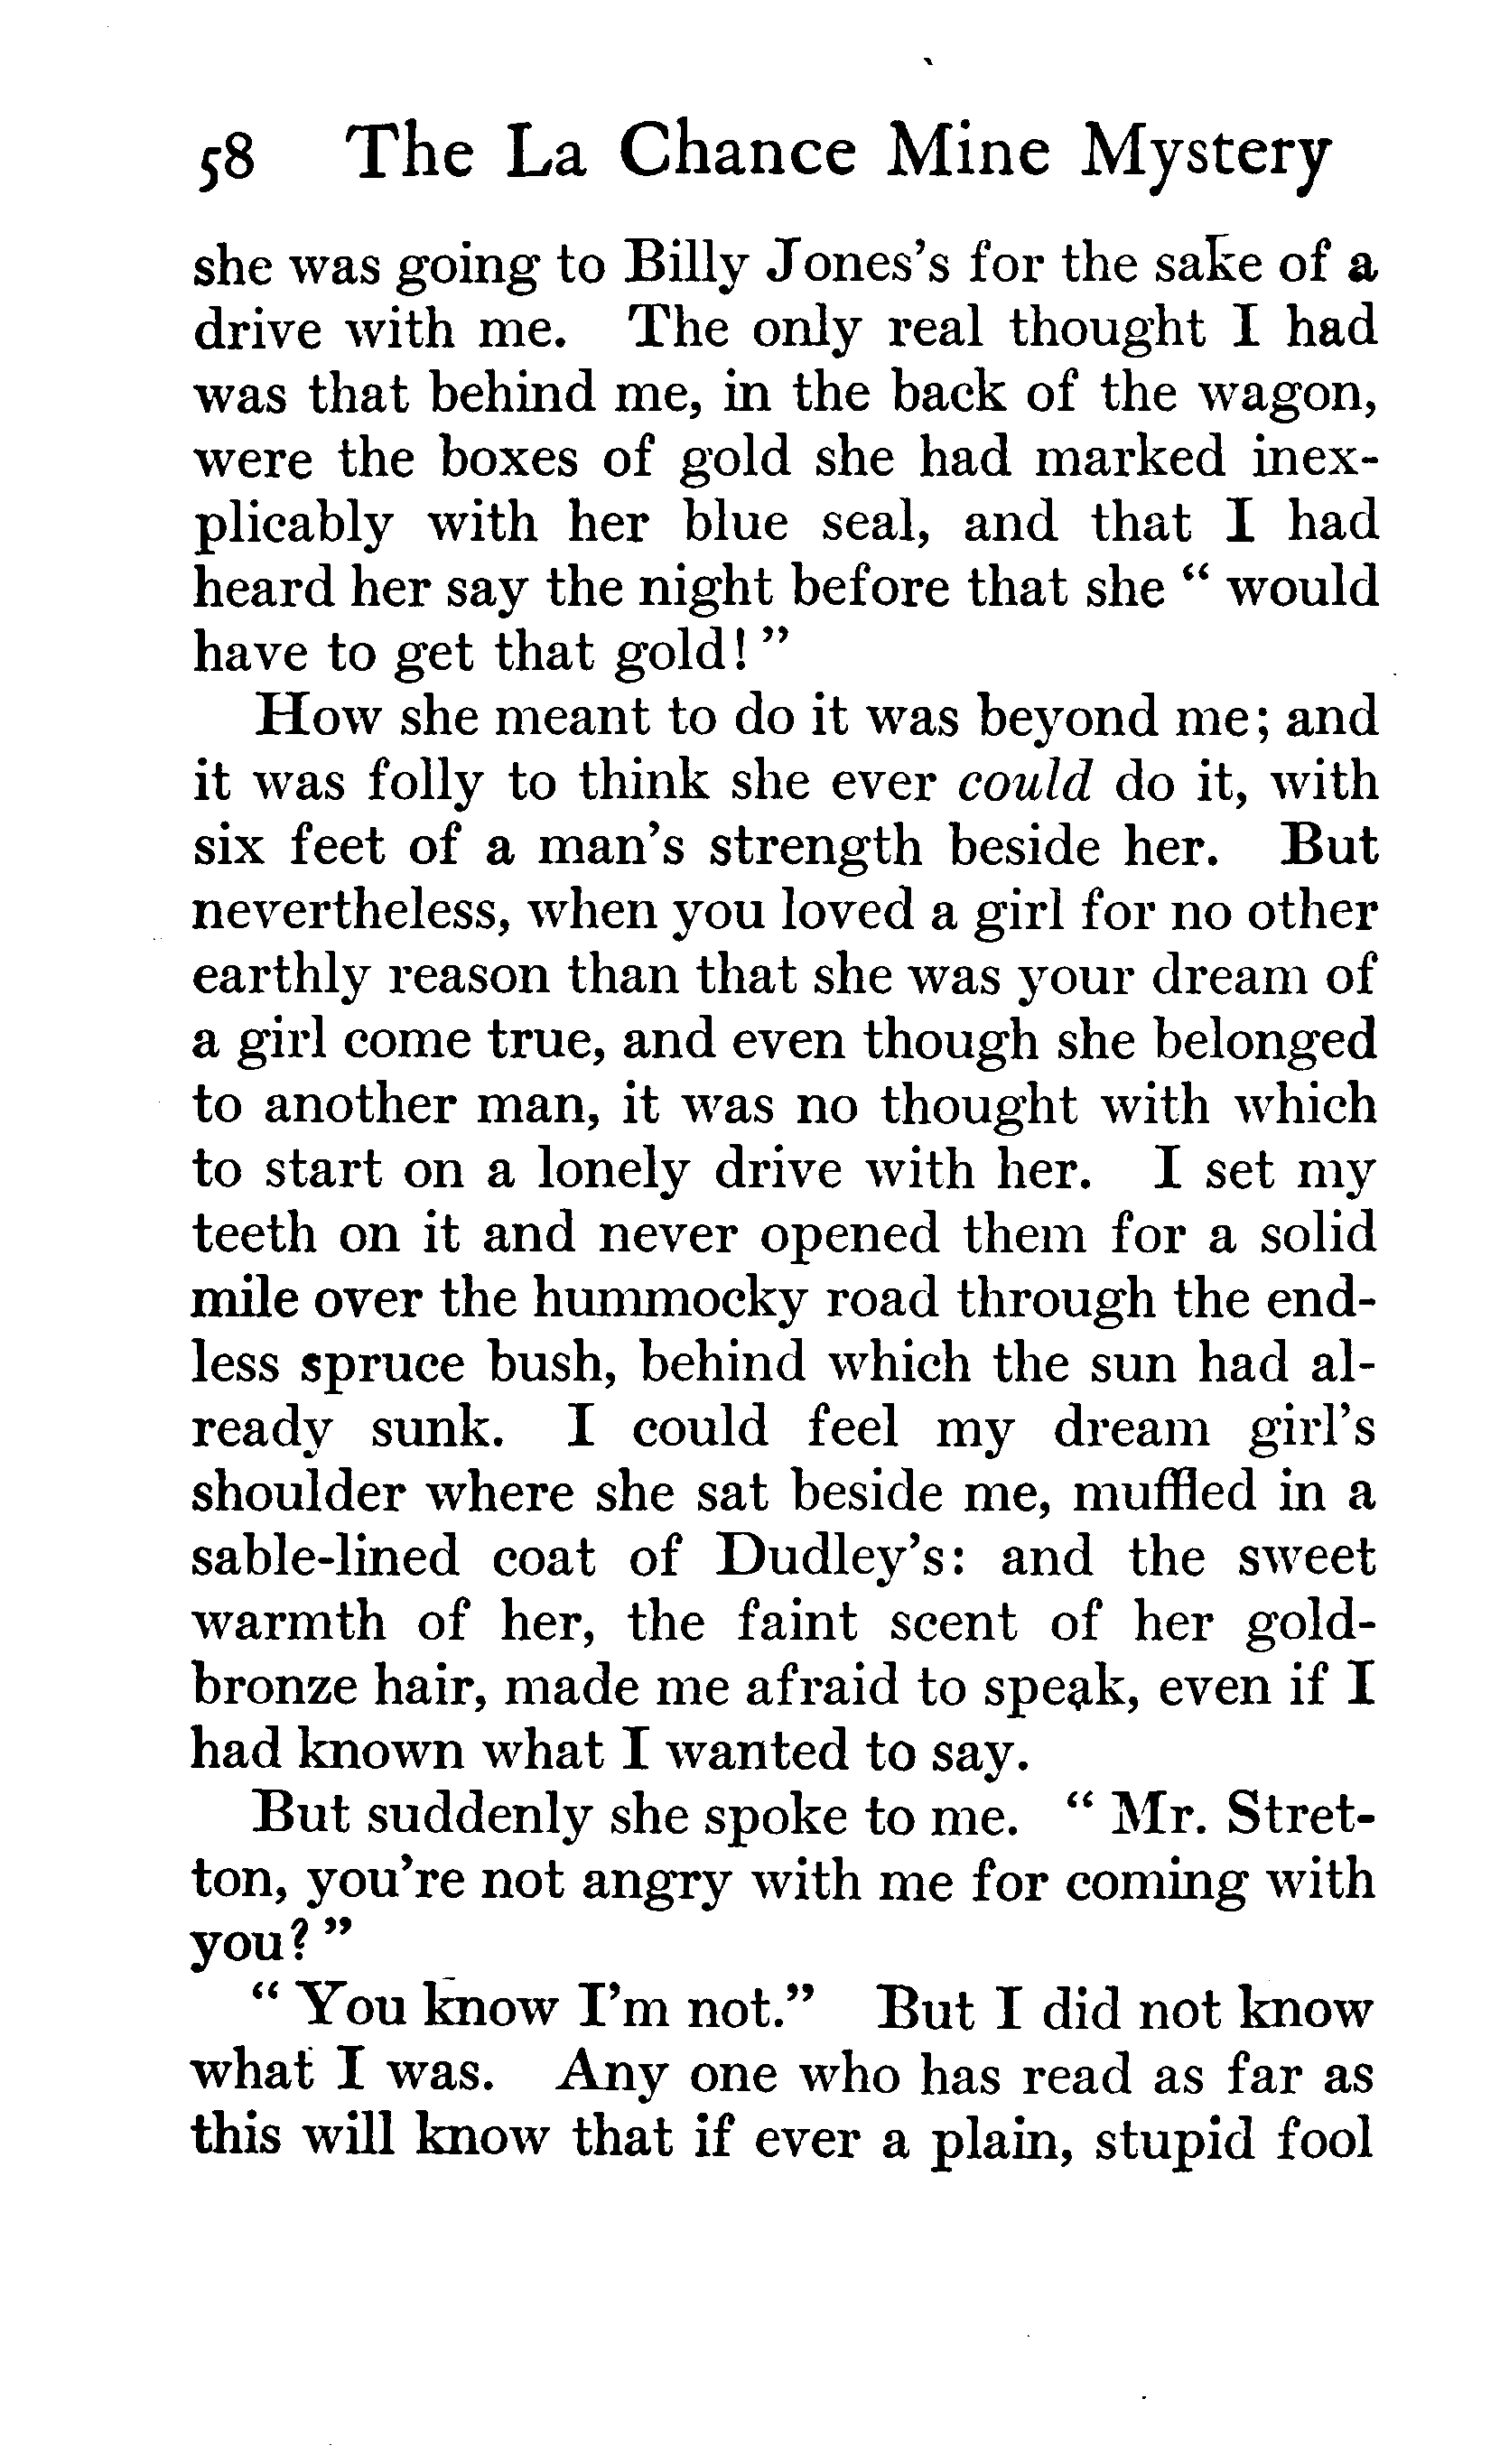 58 The La Chance Mine Mystery
she was going to Billy Jones's for the sake of a
drive with me. The only real thought I had
was that behind me, in the back of the wagon,
were the boxes of gold she had marked inex-
plicably with her blue seal, and that I had
heard her say the night before that she “ would
have to get that gold! ”
How she meant to do it was beyond me; and
it was folly to think she ever could do it, with
six feet of a man's strength beside her. But
nevertheless, when you loved a girl for no other
earthly reason than that she was your dream of
a girl come true, and even though she belonged
to another man, it was no thought with which
to start on a lonely drive with her. I set my
teeth on it and never opened them for a solid
mile over the hummocky road through the end-
less spruce bush, behind which the sun had al-
ready sunk. I could feel my dream girl's
shoulder where she sat beside me, muffled in a
sable-lined coat of Dudley's: and the sweet
warmth of her, the faint scent of her gold-
bronze hair, made me afraid to speak, even if I
had known what I wanted to say.
But suddenly she spoke to me. “ Mr. Stret-
ton, you're not angry with me for coming with
you? ”
“ You know I'm not.” But I did not know
what I was. Any one who has read as far as
this will know that if ever a plain, stupid fool